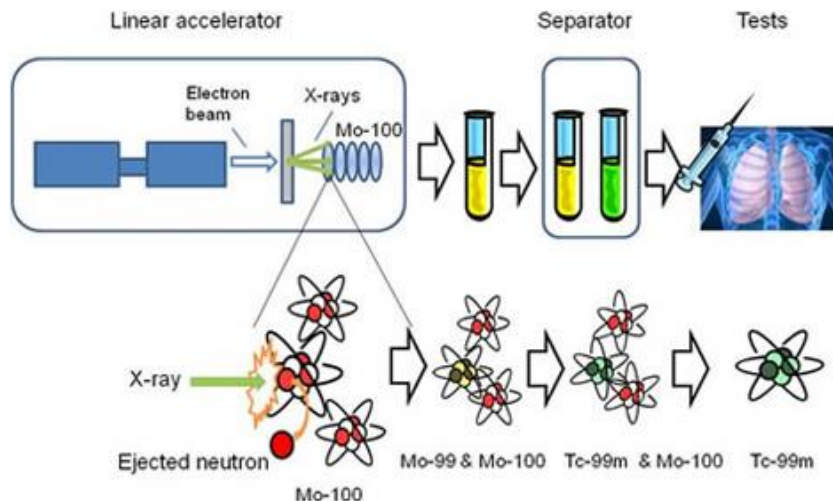 Linear accelerator
Separator
Tests
Electron
beam
X-rays
Mo-100
X-ray
Ejected neutron
Mo-100
Mo-99 & Mo-100
Tc-99m & Mo-100
Tc-99m